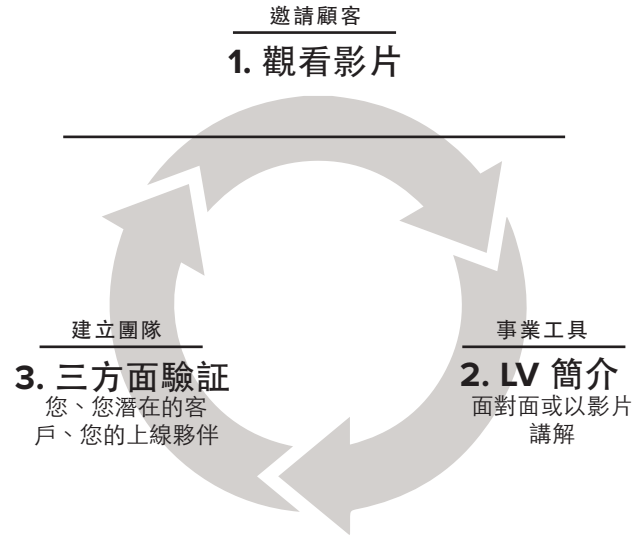 邀請顧客
1. 觀看影片
建立團隊
3. 三方面驗証
您、您潛在的客
戶、您的上線夥伴
事業工具
2. LV 簡介
面對面或以影片
講解